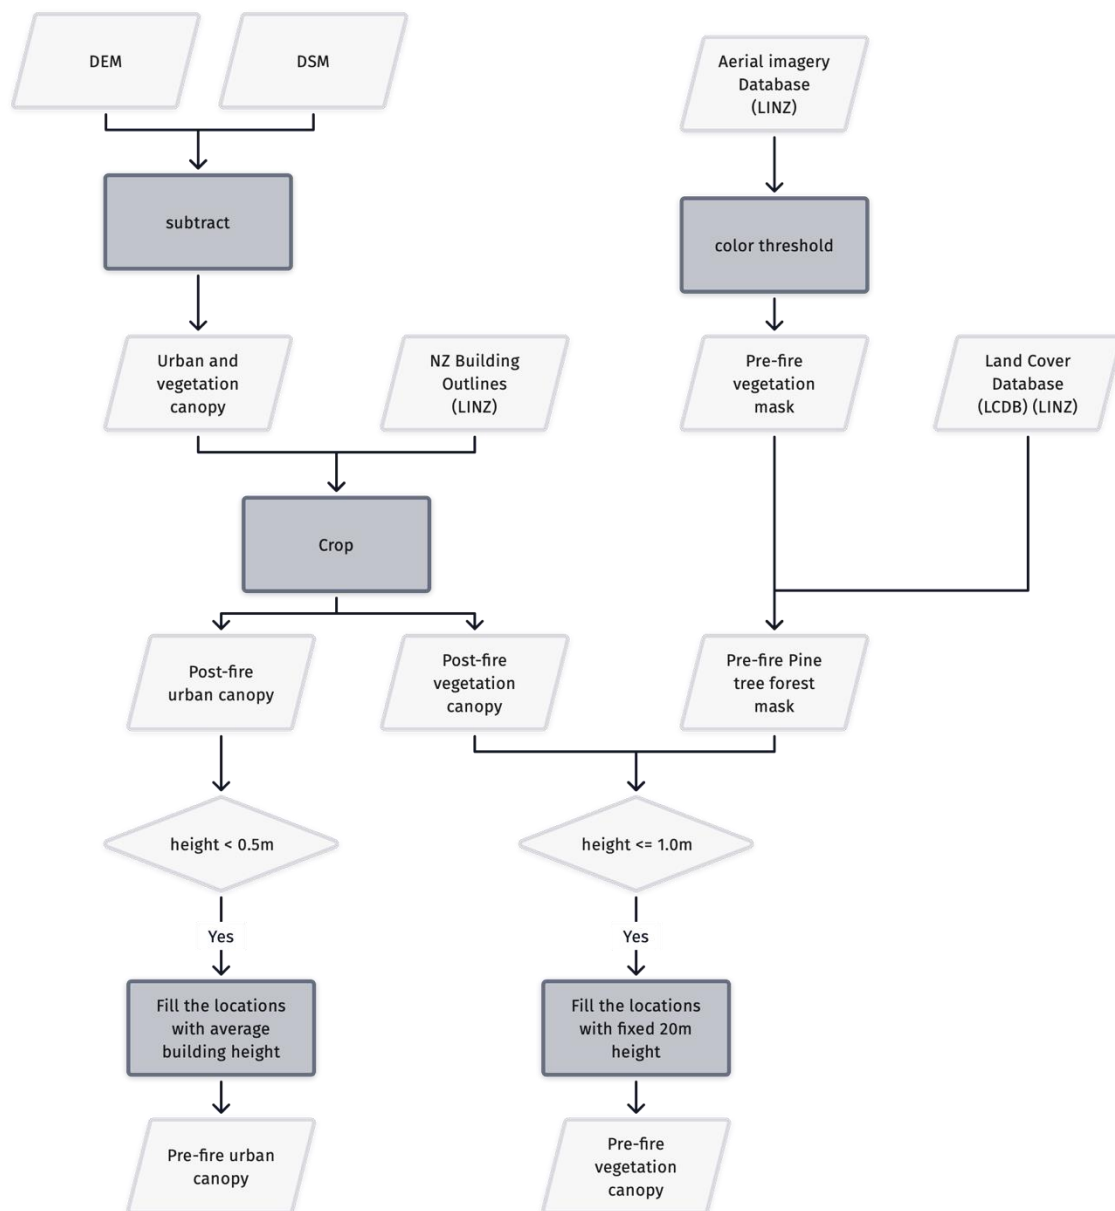 DEM
DSM
Aerial imagery
Database
(LINZ)
subtract
color threshold
Urban and
vegetation
canopy
NZ Building
Outlines
(LINZ)
Pre-fire
vegetation
mask
Land Cover
Database
(LCDB) (LINZ)
Crop
Post-fire
urban canopy
Post-fire
vegetation
canopy
Pre-fire Pine
tree forest
mask
height < 0.5m
height <= 1.0m
Yes
Yes
Fill the locations
with average
building height
Fill the locations
with fixed 20m
height
Pre-fire urban
canopy
Pre-fire
vegetation
canopy